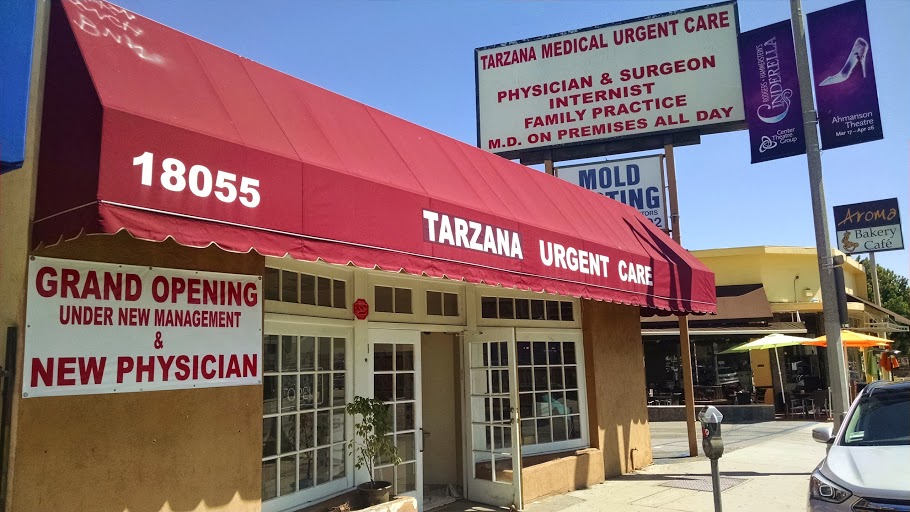 18055
TARZANA URGENT CARE
GRAND OPENING
UNDER NEW MANAGEMENT
&
NEW PHYSICIAN
TARZANA MEDICAL URGENT CARE
PHYSICIAN & SURGEON
INTERNIST
FAMILY PRACTICE
M.D. ON PREMISES ALL DAY
MOLD
RODGERS + HAMMERSTEIN'S
CINDERELLA
Center
Theatre
Group
Ahmanson
Theatre
Mar 17 – Apr 26
Aroma
Bakery
Café